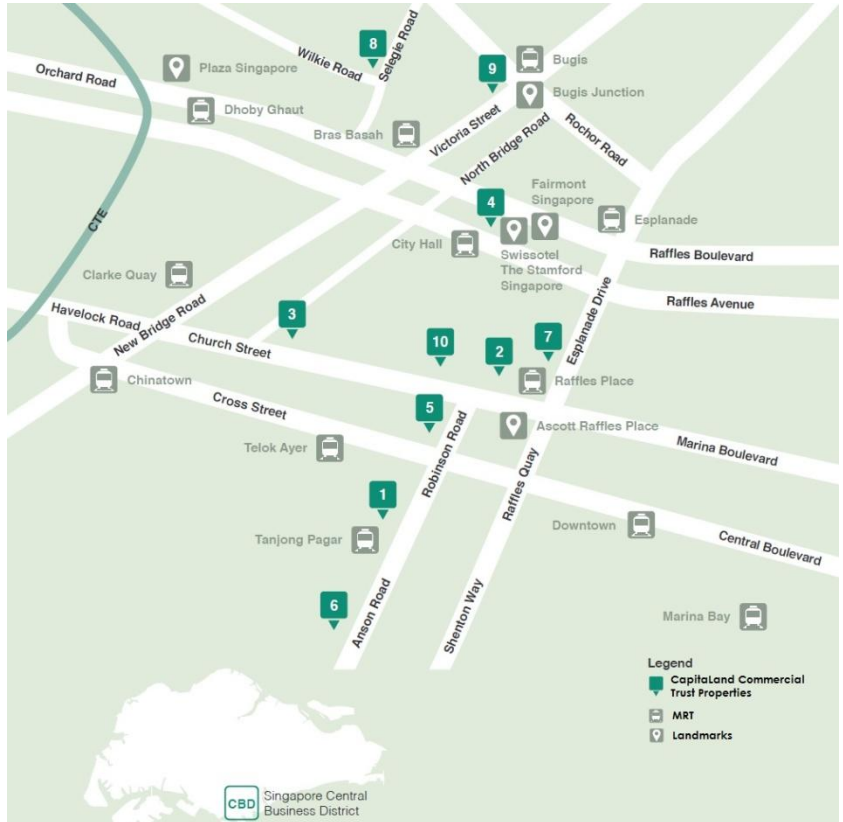 8
Wilkie Road
Selegie Road
Plaza Singapore
Orchard Road
Dhoby Ghaut
9
Bugis
Bugis Junction
Bras Basah
Victoria Street
North Bridge Road
Rochor Road
CTE
4
Fairmont
Singapore
Esplanade
City Hall
Swissotel
The Stamford
Singapore
Raffles Boulevard
Clarke Quay
Raffles Avenue
Esplanade Drive
Havelock Road
New Bridge Road
3
Church Street
10
2
7
Raffles Place
Chinatown
Cross Street
5
Robinson Road
Ascott Raffles Place
Marina Boulevard
Telok Ayer
Raffles Quay
1
Tanjong Pagar
Downtown
Central Boulevard
6
Anson Road
Shenton Way
Marina Bay
Legend
CapitaLand Commercial
Trust Properties
MRT
Landmarks
CBD
Singapore Central
Business District